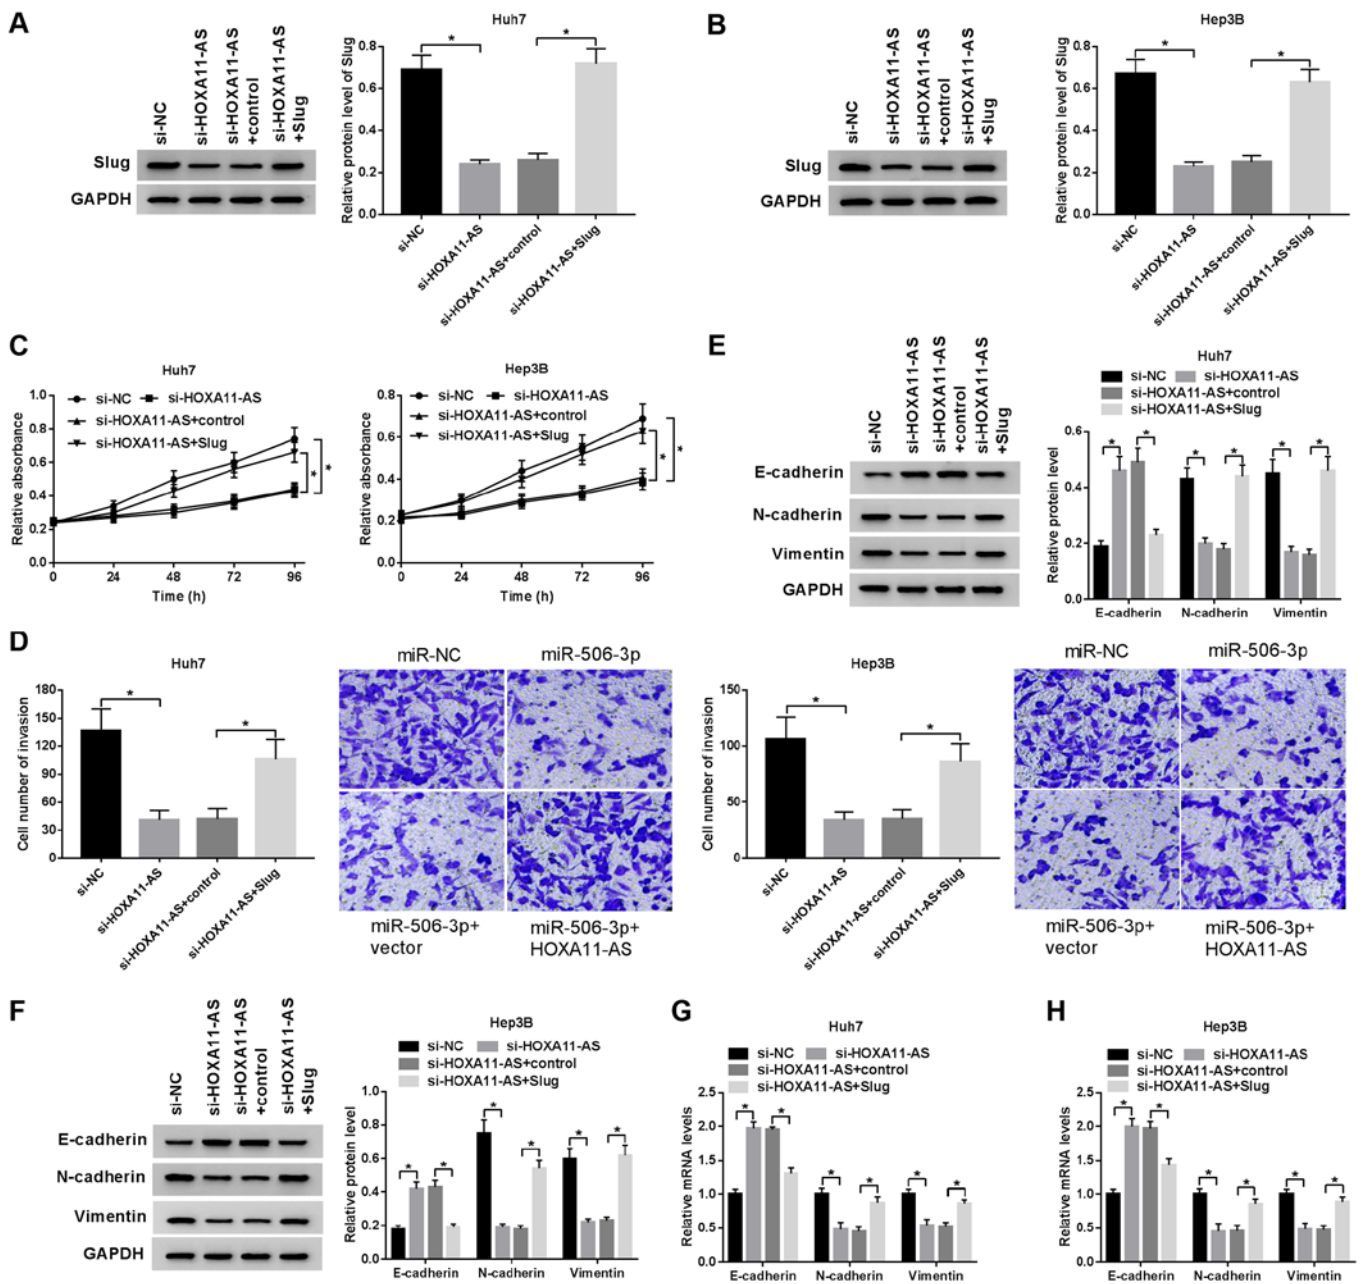 A
si-NC
si-HOXA11-AS
si-HOXA11-AS
+control
si-HOXA11-AS
+Slug
Slug
GAPDH
Huh7
Relative protein level of Slug
0.8
0.6
0.4
0.2
0.0
*
*
si-NC
si-HOXA11-AS
si-HOXA11-AS+control
si-HOXA11-AS+Slug
B
si-NC
si-HOXA11-AS
si-HOXA11-AS
+control
si-HOXA11-AS
+Slug
Slug
GAPDH
Hep3B
Relative protein level of Slug
0.8
0.6
0.4
0.2
0.0
*
*
si-NC
si-HOXA11-AS
si-HOXA11-AS+control
si-HOXA11-AS+Slug
C
Huh7
si-NC si-HOXA11-AS
si-HOXA11-AS+control
si-HOXA11-AS+Slug
Relative absorbance
1.0
0.8
0.6
0.4
0.2
0.0
* *
0 24 48 72 96
Time (h)
Hep3B
si-NC si-HOXA11-AS
si-HOXA11-AS+control
si-HOXA11-AS+Slug
Relative absorbance
0.8
0.6
0.4
0.2
0.0
* *
0 24 48 72 96
Time (h)
E
si-NC
si-HOXA11-AS
si-HOXA11-AS
+control
si-HOXA11-AS
+Slug
E-cadherin
N-cadherin
Vimentin
GAPDH
Huh7
si-NC si-HOXA11-AS
si-HOXA11-AS+control
si-HOXA11-AS+Slug
Relative protein level
0.6
0.4
0.2
0.0
* * * * * *
E-cadherin N-cadherin Vimentin
D
Huh7
Cell number of invasion
180
150
120
90
60
30
0
*
*
si-NC
si-HOXA11-AS
si-HOXA11-AS+control
si-HOXA11-AS+Slug
miR-NC miR-506-3p
miR-506-3p+
vector
miR-506-3p+
HOXA11-AS
Hep3B
Cell number of invasion
150
100
50
0
*
*
si-NC
si-HOXA11-AS
si-HOXA11-AS+control
si-HOXA11-AS+Slug
miR-NC miR-506-3p
miR-506-3p+
vector
miR-506-3p+
HOXA11-AS
F
si-NC
si-HOXA11-AS
si-HOXA11-AS
+control
si-HOXA11-AS
+Slug
E-cadherin
N-cadherin
Vimentin
GAPDH
Hep3B
si-NC si-HOXA11-AS
si-HOXA11-AS+control
si-HOXA11-AS+Slug
Relative protein level
1.0
0.8
0.6
0.4
0.2
0.0
* * * * * *
E-cadherin N-cadherin Vimentin
G
Huh7
si-NC si-HOXA11-AS
si-HOXA11-AS+control
si-HOXA11-AS+Slug
Relative mRNA levels
2.5
2.0
1.5
1.0
0.5
0.0
* * * * * *
E-cadherin N-cadherin Vimentin
H
Hep3B
si-NC si-HOXA11-AS
si-HOXA11-AS+control
si-HOXA11-AS+Slug
Relative mRNA levels
2.5
2.0
1.5
1.0
0.5
0.0
* * * * * *
E-cadherin N-cadherin Vimentin